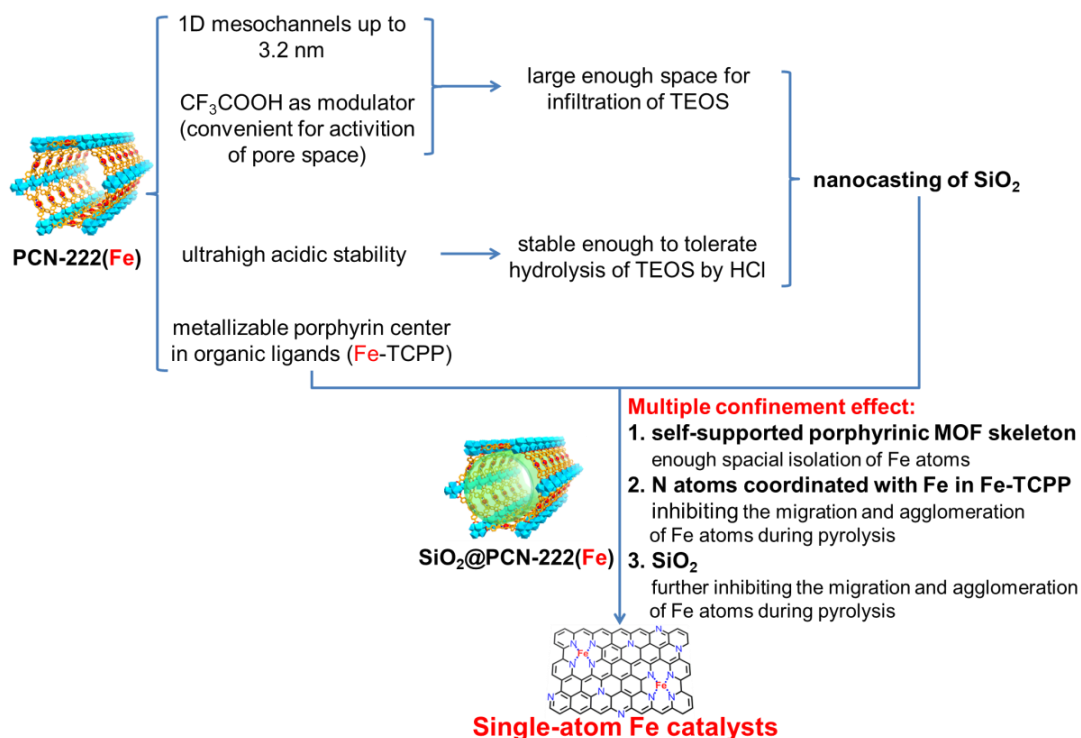 1D mesochannels up to
3.2 nm
CF₃COOH as modulator
(convenient for activition
of pore space)
large enough space for
infiltration of TEOS
nanocasting of SiO₂
PCN-222(Fe)
ultrahigh acidic stability
stable enough to tolerate
hydrolysis of TEOS by HCl
metallizable porphyrin center
in organic ligands (Fe-TCPP)
Multiple confinement effect:
1. self-supported porphyrinic MOF skeleton
enough spacial isolation of Fe atoms
2. N atoms coordinated with Fe in Fe-TCPP
inhibiting the migration and agglomeration
of Fe atoms during pyrolysis
3. SiO₂
further inhibiting the migration and agglomeration
of Fe atoms during pyrolysis
SiO₂@PCN-222(Fe)
N
N
N
Fe
N
N
N
N
N
N
Fe
N
N
N
N
N
Single-atom Fe catalysts